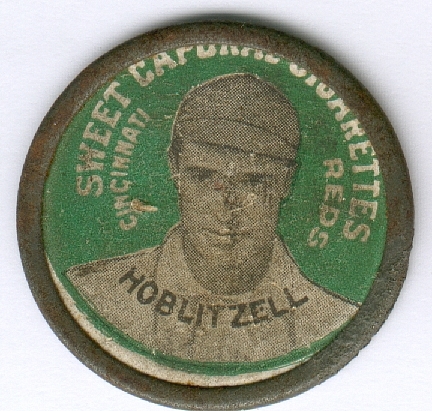 SWEET CAPORAL CIGARETTES
CINCINNATI
REDS
HOBLITZELL